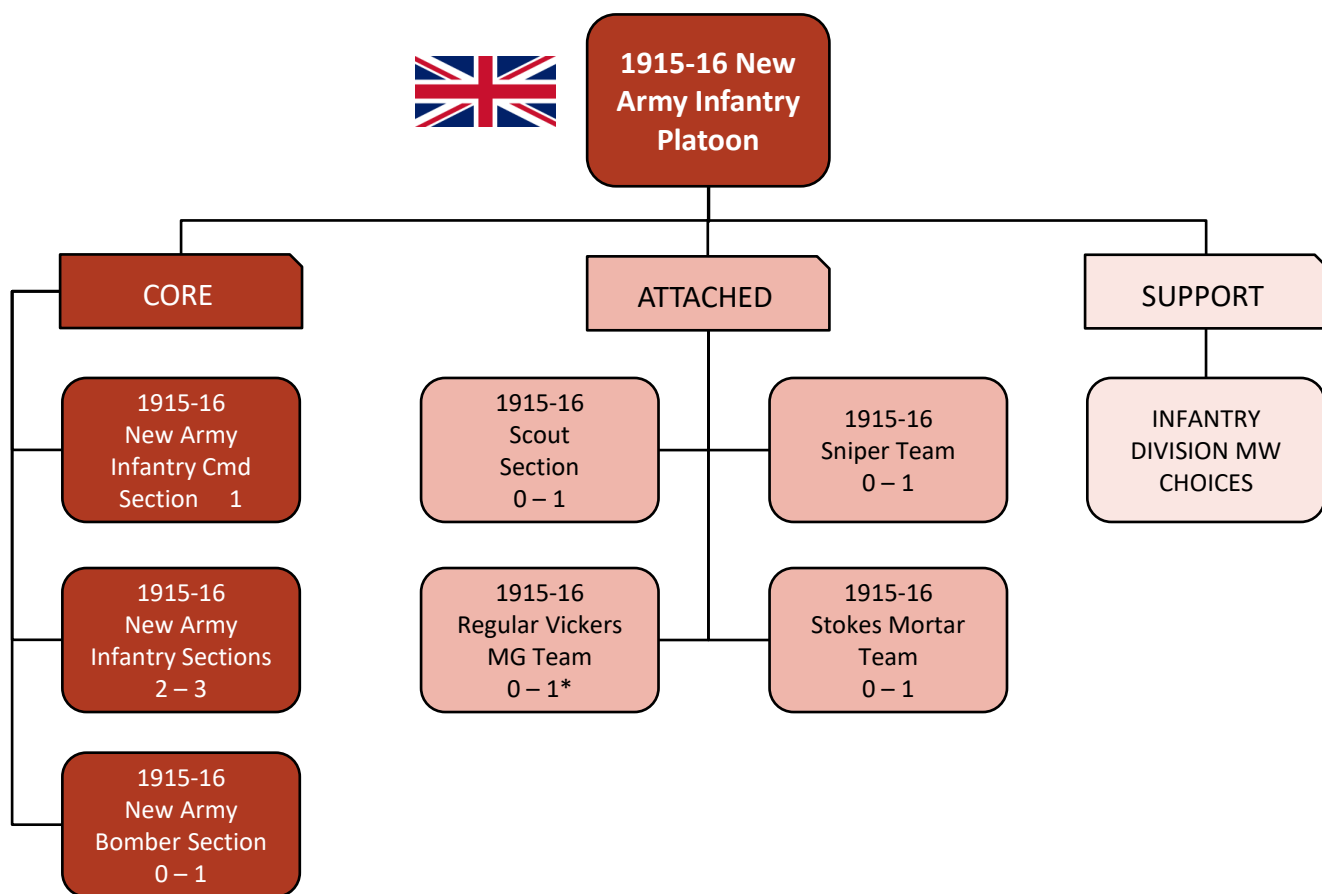 1915-16 New
Army Infantry
Platoon
CORE
ATTACHED
SUPPORT
1915-16
New Army
Infantry Cmd
Section 1
1915-16
Scout
Section
0 – 1
1915-16
Sniper Team
0 – 1
INFANTRY
DIVISION MW
CHOICES
1915-16
New Army
Infantry Sections
2 – 3
1915-16
Regular Vickers
MG Team
0 – 1*
1915-16
Stokes Mortar
Team
0 – 1
1915-16
New Army
Bomber Section
0 – 1